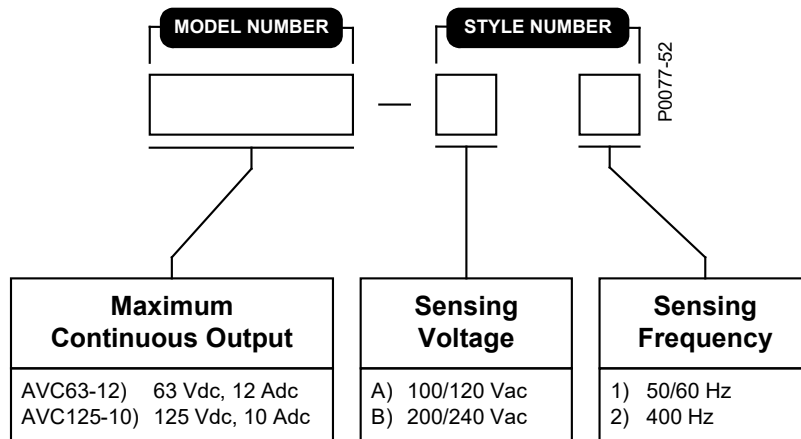 MODEL NUMBER
STYLE NUMBER
P0077-52
—
Maximum
Continuous Output
AVC63-12) 63 Vdc, 12 Adc
AVC125-10) 125 Vdc, 10 Adc
Sensing
Voltage
A) 100/120 Vac
B) 200/240 Vac
Sensing
Frequency
1) 50/60 Hz
2) 400 Hz